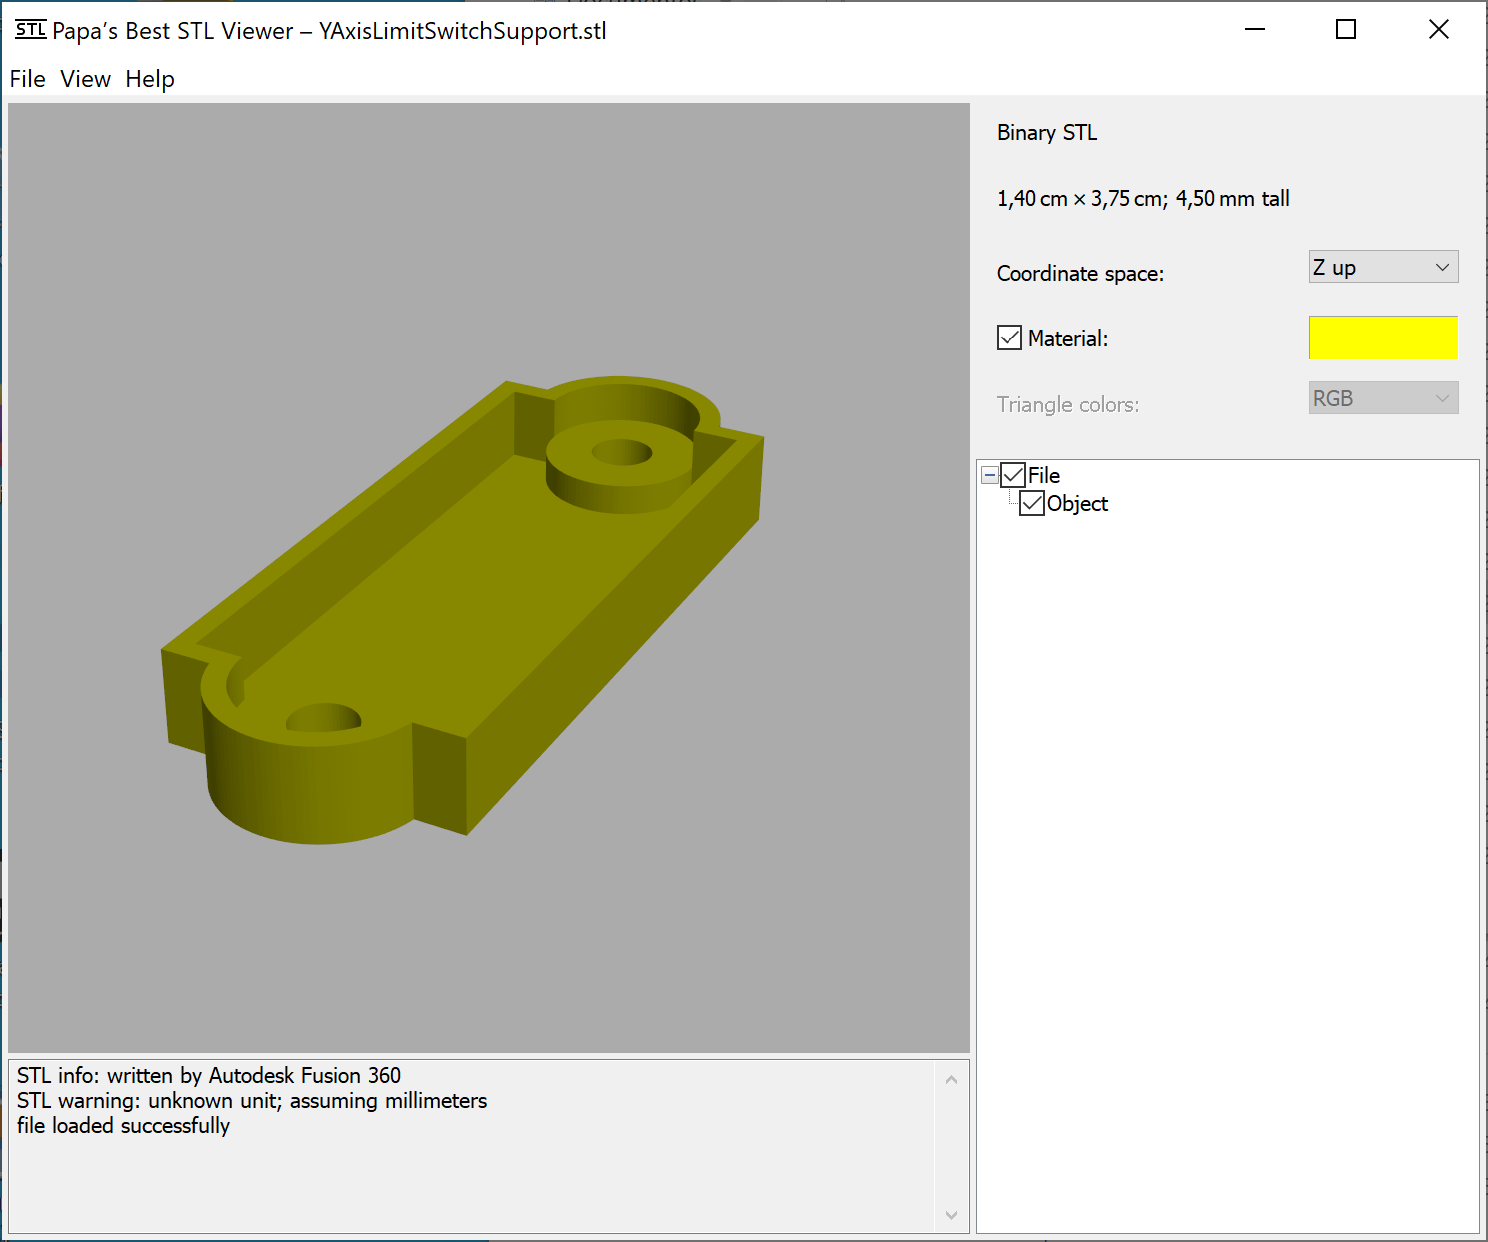 STL Papa’s Best STL Viewer – YAxisLimitSwitchSupport.stl
File View Help
Binary STL
1,40 cm × 3,75 cm; 4,50 mm tall
Coordinate space: Z up
Material:
Triangle colors: RGB
File
Object
STL info: written by Autodesk Fusion 360
STL warning: unknown unit; assuming millimeters
file loaded successfully